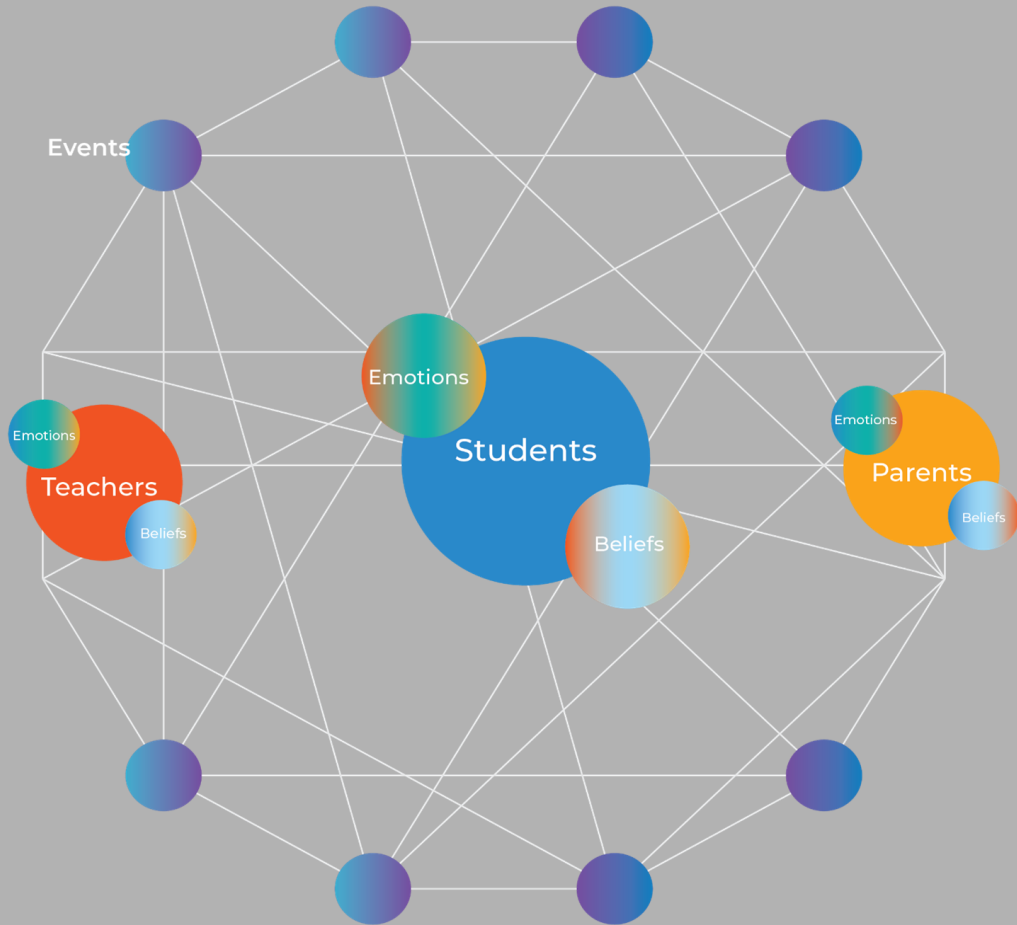 Events
Emotions
Students
Beliefs
Emotions
Teachers
Beliefs
Emotions
Parents
Beliefs